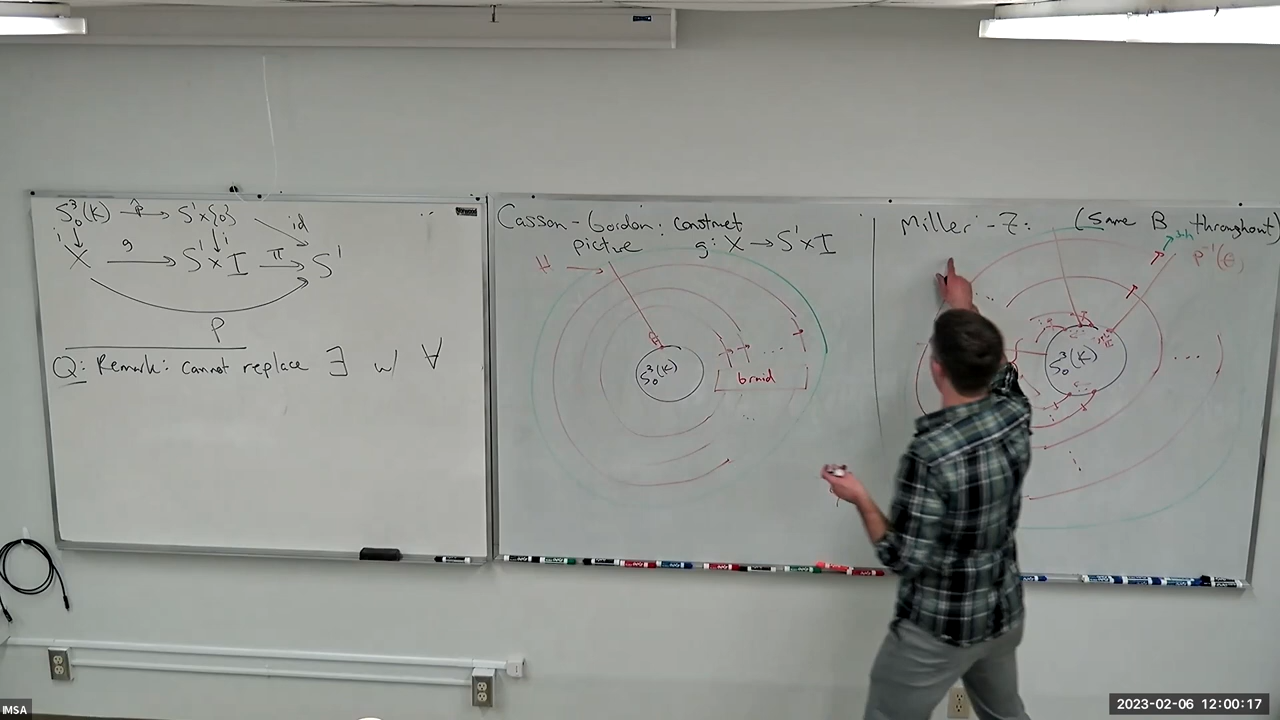 S³₀(K) →p̂ S¹×{0} id
↓i ↓i
X →g S¹×I →π S¹
p
Q: Remark: cannot replace ∃ w/ ∀
Casson-Gordon: construct
picture g: X → S¹×I
H →
S³₀(K)
braid
...
Miller-Z: (Same B throughout)
p⁻¹(θ)
S³₀(K)
...
IMSA
2023-02-06 12:00:17